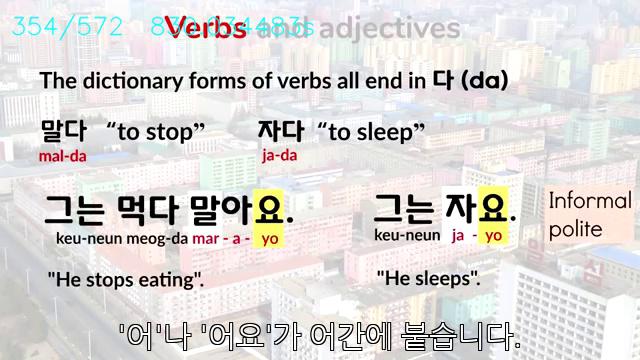 354/572
Verbs and adjectives
The dictionary forms of verbs all end in 다 (da)
말다 “to stop” 자다 “to sleep”
mal-da ja-da
그는 먹다 말아요. 그는 자요.
keu-neun meog-da mar - a - yo keu-neun ja - yo
Informal
polite
"He stops eating". "He sleeps".
'어'나 '어요'가 어간에 붙습니다.